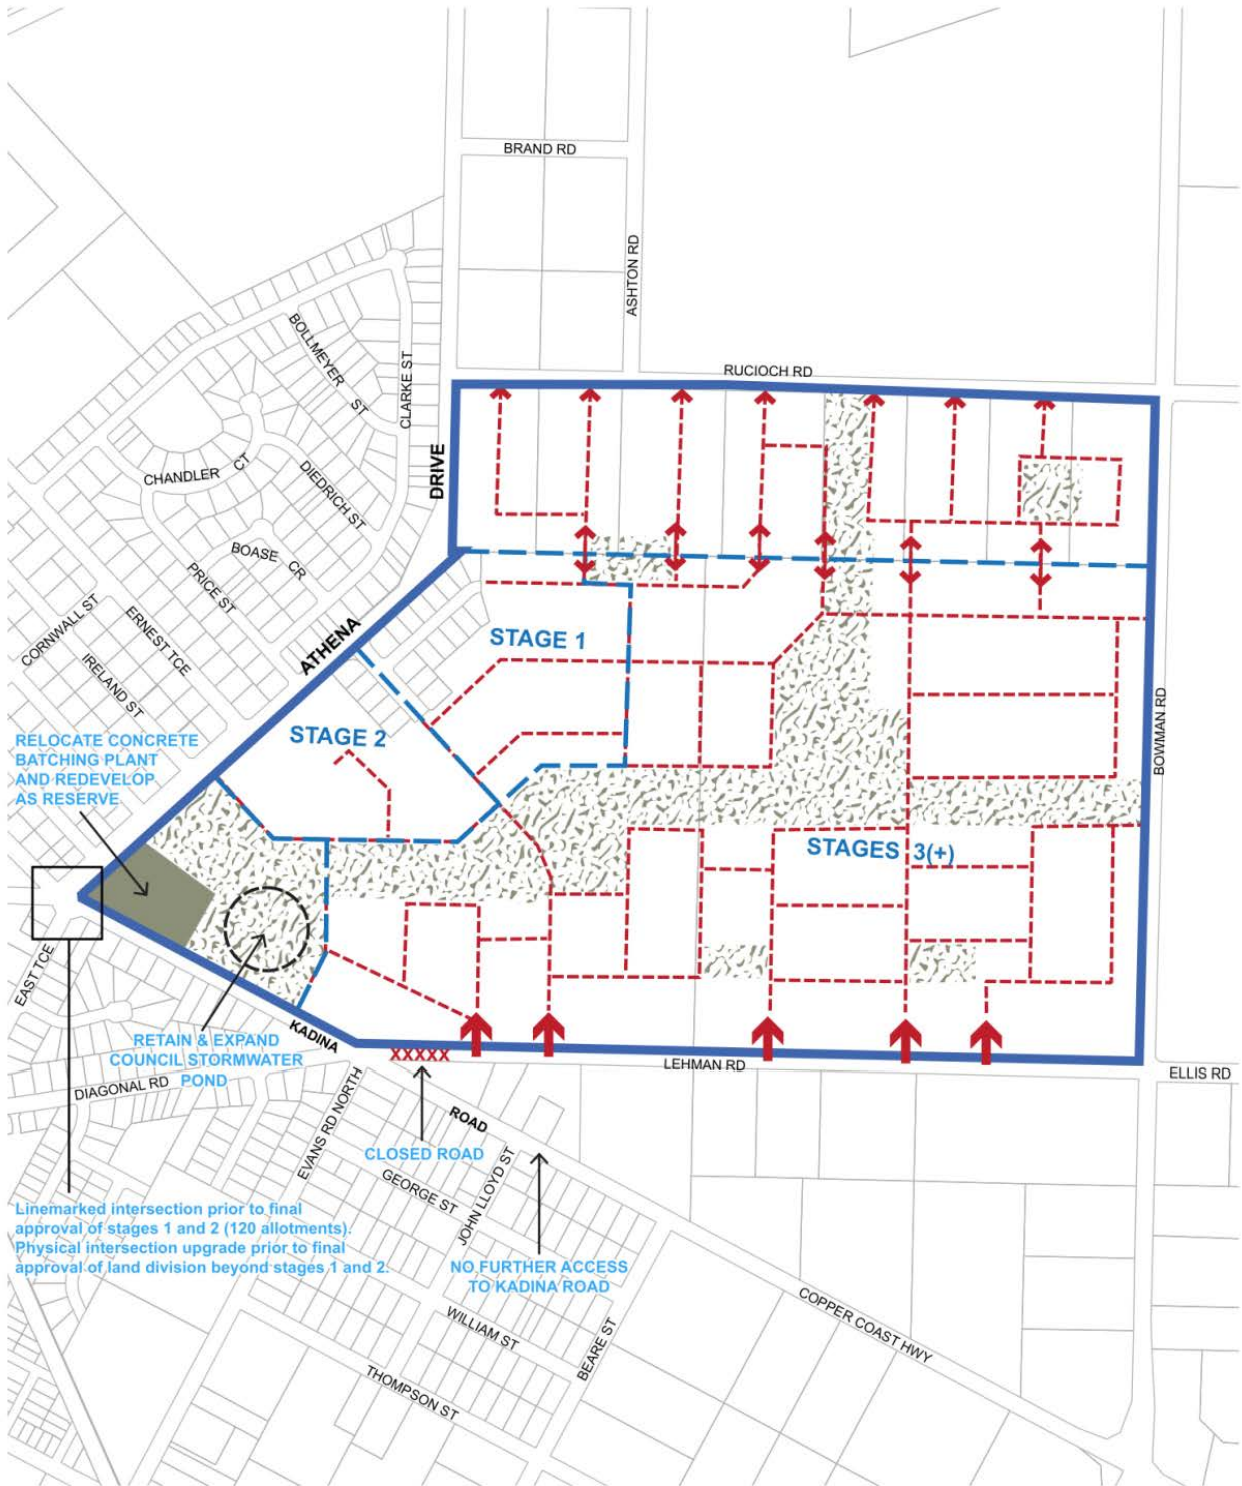 BRAND RD
ASHTON RD
BOLLMEYER ST
CLARKE ST
RUCIOCH RD
CHANDLER CT
DIEDRICH ST
DRIVE
BOASE CR
PRICE ST
CORNWALL ST
ERNEST TCE
IRELAND ST
ATHENA
STAGE 1
STAGE 2
BOWMAN RD
RELOCATE CONCRETE
BATCHING PLANT
AND REDEVELOP
AS RESERVE
STAGES 3(+)
EAST TCE
KADINA
RETAIN & EXPAND
COUNCIL STORMWATER
POND
XXXXX
LEHMAN RD
ELLIS RD
DIAGONAL RD
EVANS RD NORTH
ROAD
CLOSED ROAD
GEORGE ST
JOHN LLOYD ST
Linemarked intersection prior to final
approval of stages 1 and 2 (120 allotments).
Physical intersection upgrade prior to final
approval of land division beyond stages 1 and 2.
NO FURTHER ACCESS
TO KADINA ROAD
COPPER COAST HWY
WILLIAM ST
BEARE ST
THOMPSON ST